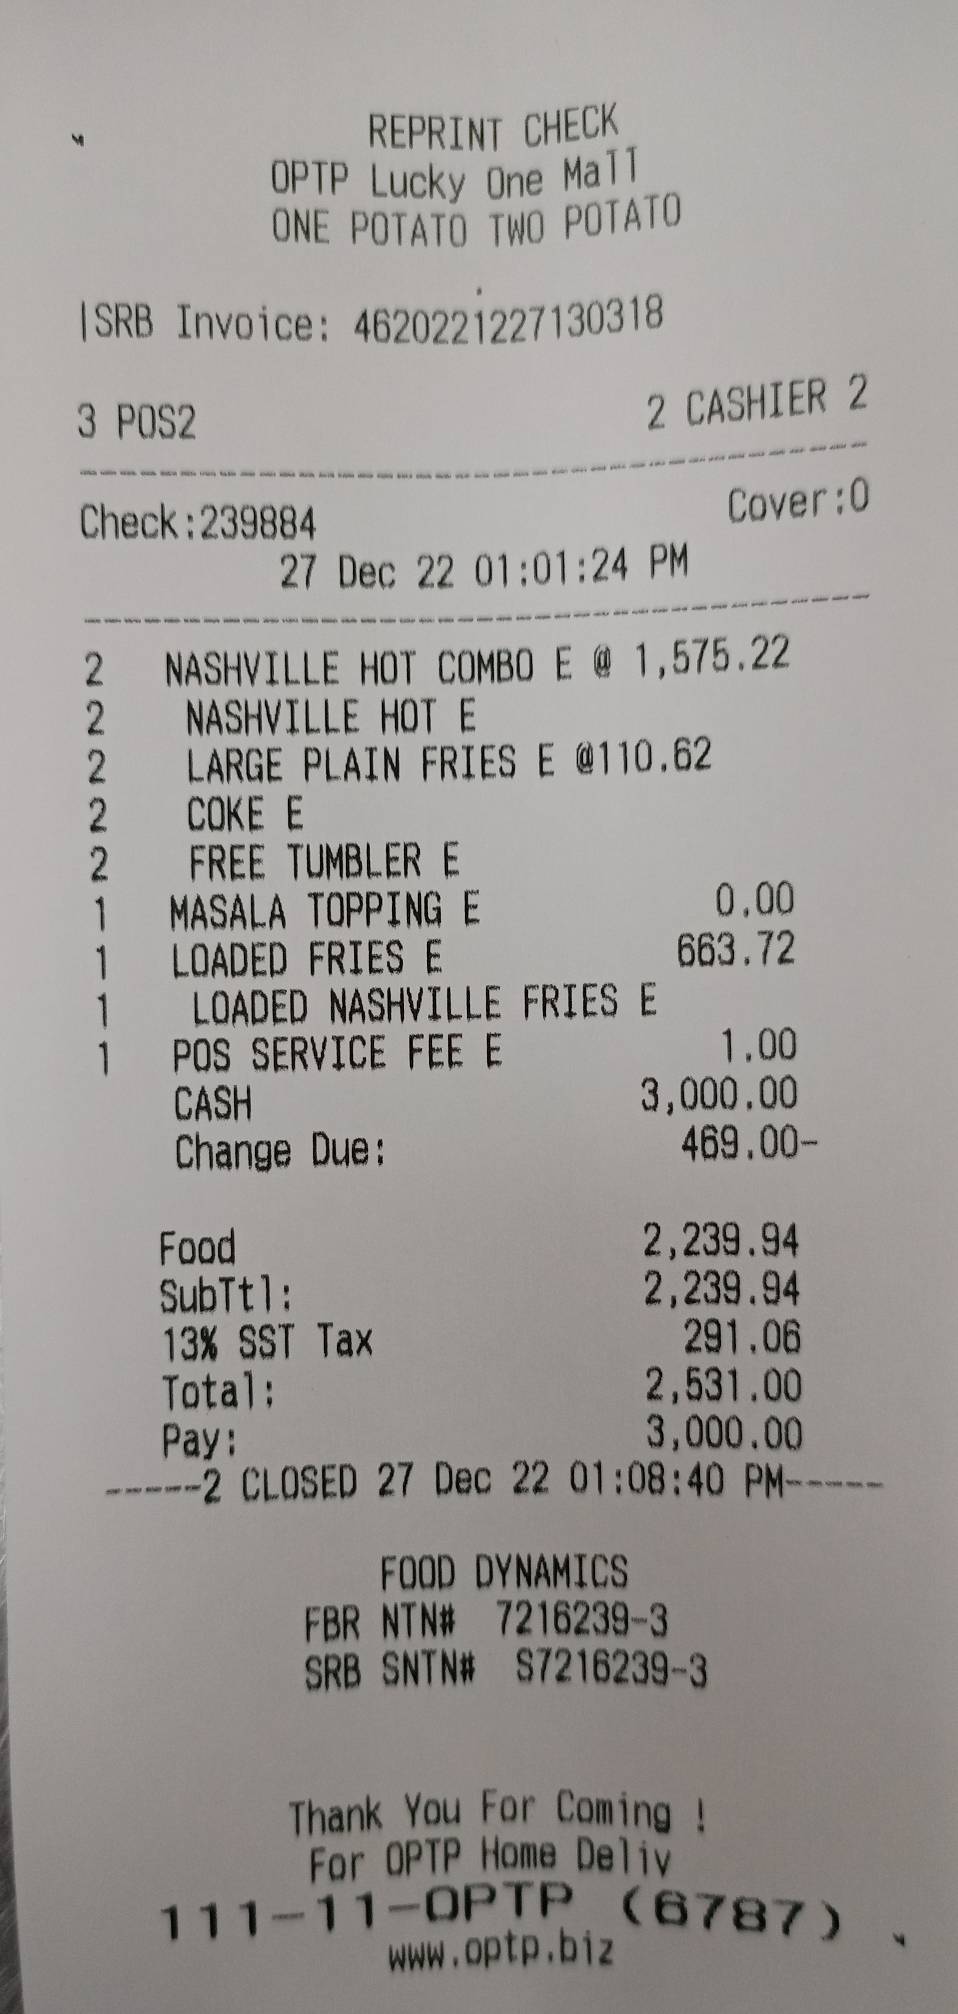 REPRINT CHECK
OPTP Lucky One Mall
ONE POTATO TWO POTATO
|SRB Invoice: 4620221227130318
3 POS2 2 CASHIER 2
--------------------------------------
Check:239884 Cover:0
27 Dec 22 01:01:24 PM
--------------------------------------
2 NASHVILLE HOT COMBO E @ 1,575.22
2 NASHVILLE HOT E
2 LARGE PLAIN FRIES E @110.62
2 COKE E
2 FREE TUMBLER E
1 MASALA TOPPING E 0.00
1 LOADED FRIES E 663.72
1 LOADED NASHVILLE FRIES E
1 POS SERVICE FEE E 1.00
CASH 3,000.00
Change Due: 469.00-
Food 2,239.94
SubTtl: 2,239.94
13% SST Tax 291.06
Total: 2,531.00
Pay: 3,000.00
-----2 CLOSED 27 Dec 22 01:08:40 PM-----
FOOD DYNAMICS
FBR NTN# 7216239-3
SRB SNTN# S7216239-3
Thank You For Coming !
For OPTP Home Deliv
111-11-OPTP (6787)
www.optp.biz